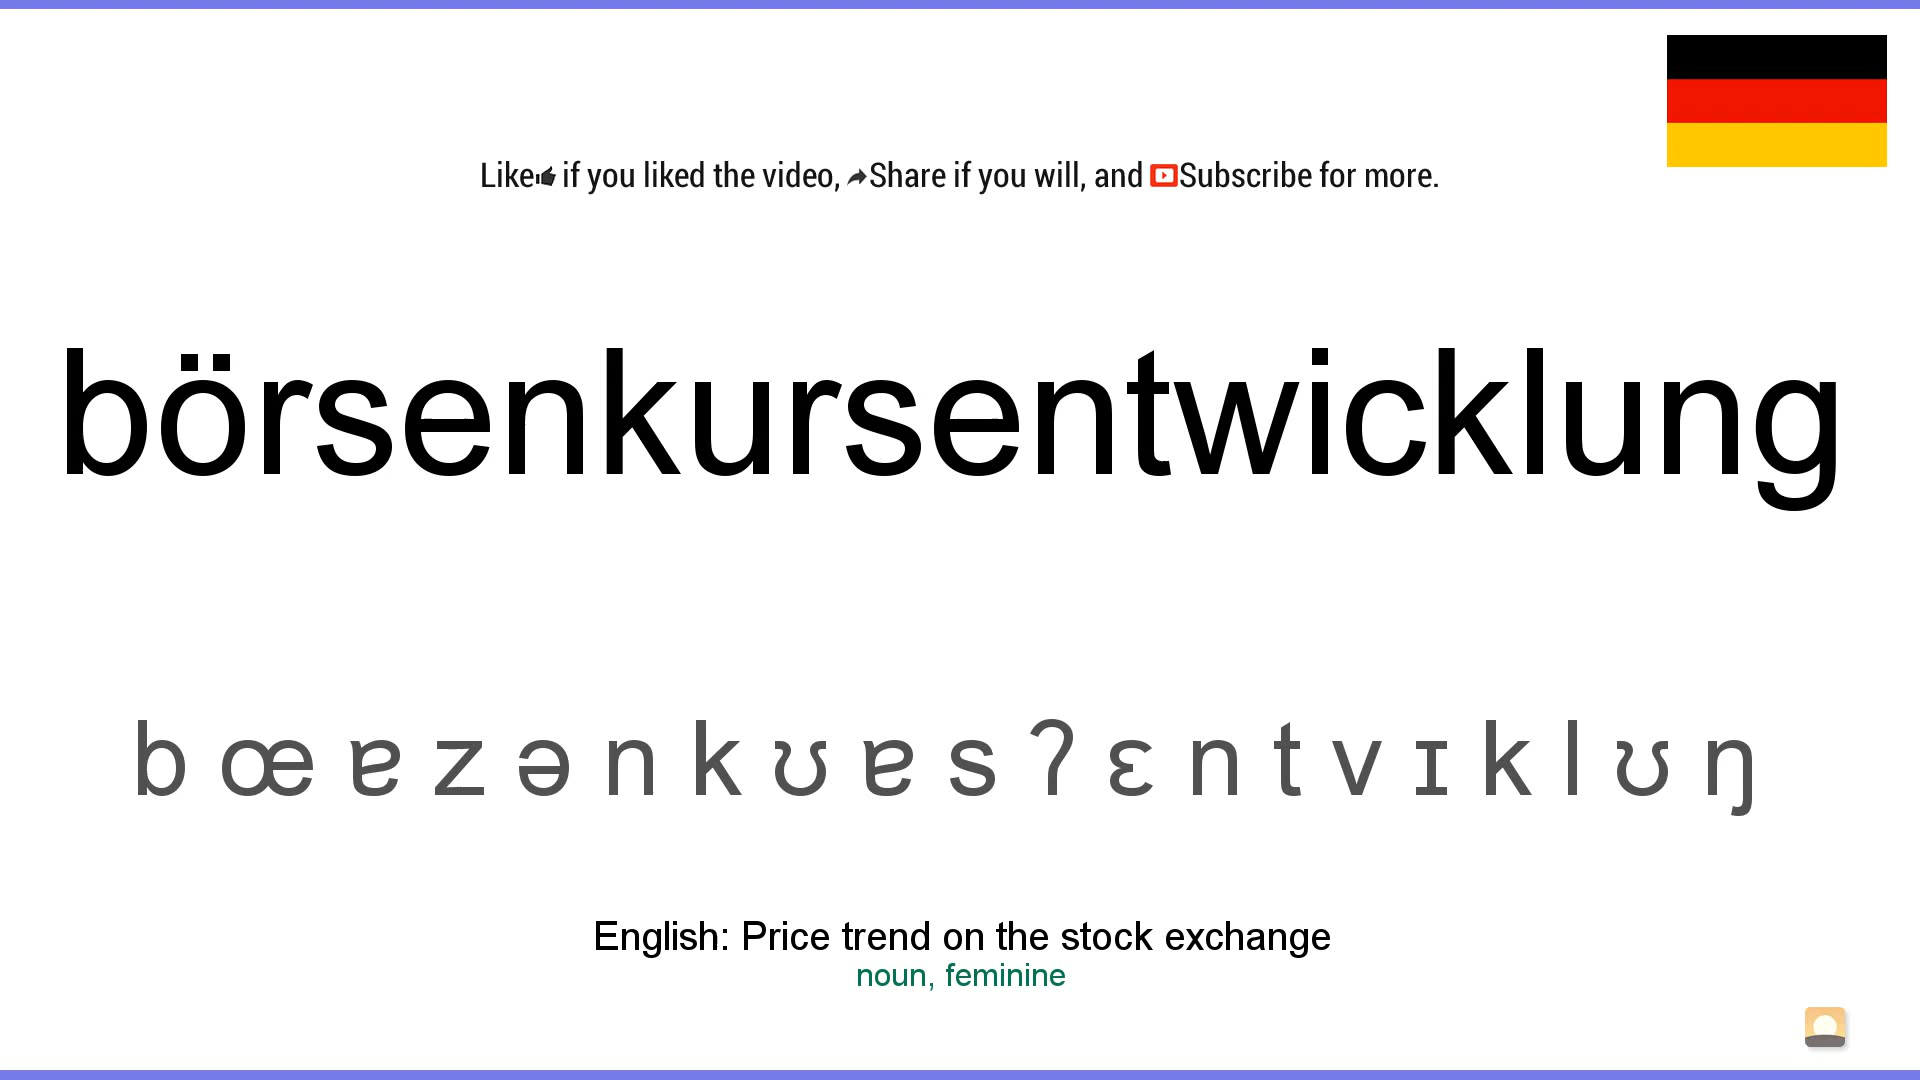 Like if you liked the video, Share if you will, and Subscribe for more.
börsenkursentwicklung
b œ ɐ z ə n k ʊ ɐ s ʔ ɛ n t v ɪ k l ʊ ŋ
English: Price trend on the stock exchange
noun, feminine